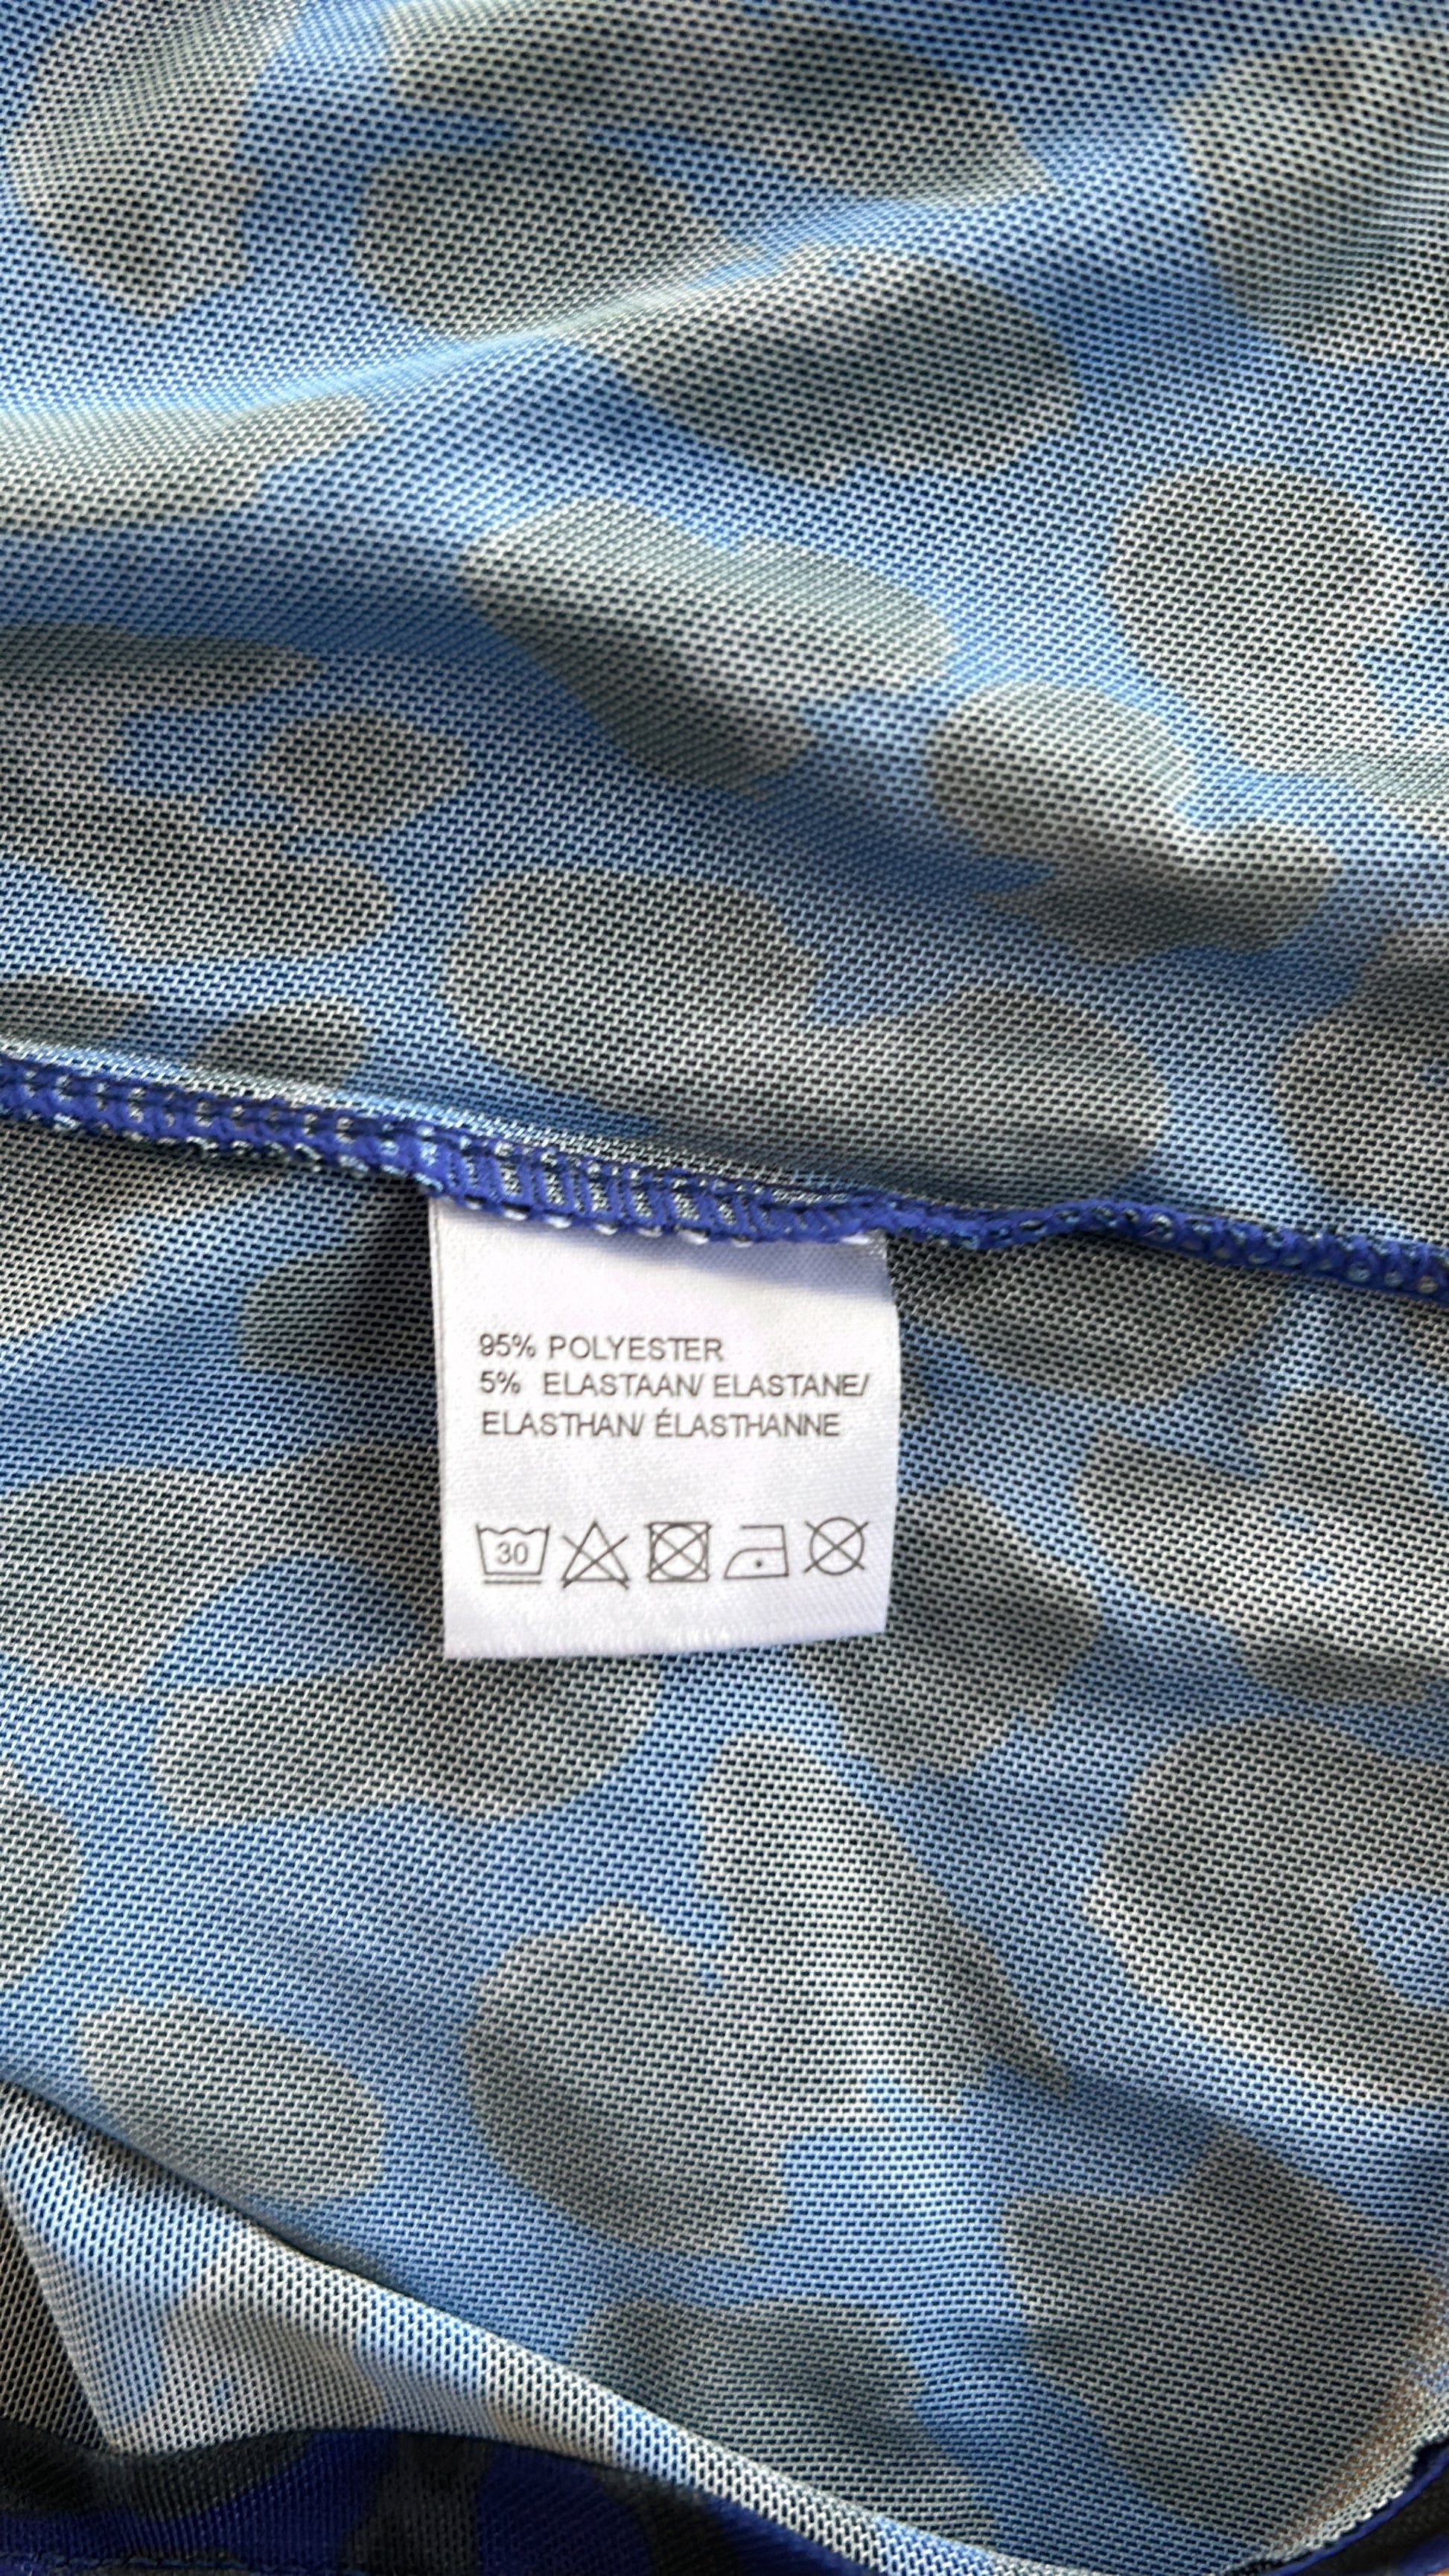 95% POLYESTER
5% ELASTAAN/ ELASTANE/
ELASTHAN/ ÉLASTHANNE
30